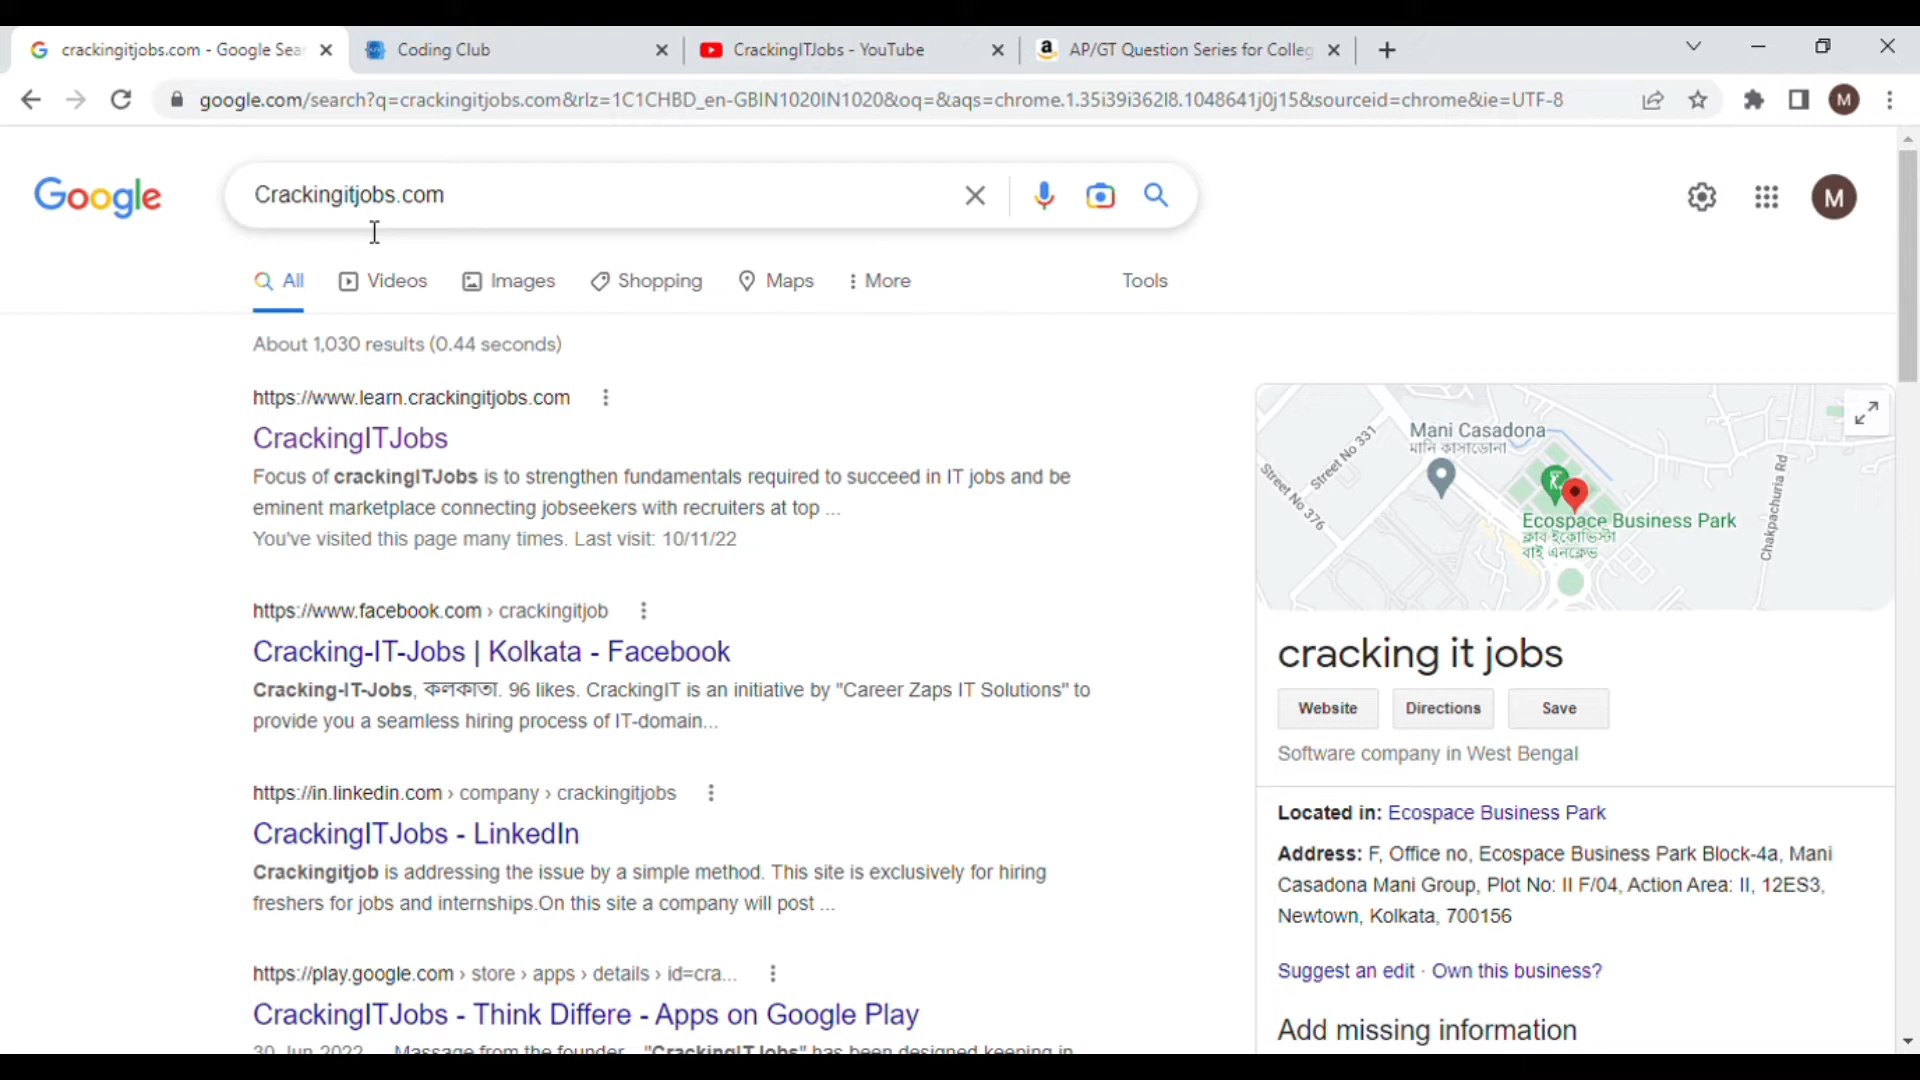 crackingitjobs.com - Google Sear
Coding Club
CrackingITJobs - YouTube
AP/GT Question Series for Colleg
google.com/search?q=crackingitjobs.com&rlz=1C1CHBD_en-GBIN1020IN1020&oq=&aqs=chrome.1.35i39i362l8.1048641j0j15&sourceid=chrome&ie=UTF-8
M
Google
Crackingitjobs.com
M
All
Videos
Images
Shopping
Maps
More
Tools
About 1,030 results (0.44 seconds)
https://www.learn.crackingitjobs.com
CrackingITJobs
Focus of crackingITJobs is to strengthen fundamentals required to succeed in IT jobs and be
eminent marketplace connecting jobseekers with recruiters at top ...
You've visited this page many times. Last visit: 10/11/22
https://www.facebook.com › crackingitjob
Cracking-IT-Jobs | Kolkata - Facebook
Cracking-IT-Jobs, কলকাতা. 96 likes. CrackingIT is an initiative by "Career Zaps IT Solutions" to
provide you a seamless hiring process of IT-domain...
https://in.linkedin.com › company › crackingitjobs
CrackingITJobs - LinkedIn
Crackingitjob is addressing the issue by a simple method. This site is exclusively for hiring
freshers for jobs and internships.On this site a company will post ...
https://play.google.com › store › apps › details › id=cra...
CrackingITJobs - Think Differe - Apps on Google Play
30 Jun 2022 ... Massage from the founder. "CrackingITJobs" has been designed keeping in
Mani Casadona
মানি কাসাডোনা
Street No 331
Street No 376
Chakpachuria Rd
Ecospace Business Park
cracking it jobs
Website
Directions
Save
Software company in West Bengal
Located in: Ecospace Business Park
Address: F, Office no, Ecospace Business Park Block-4a, Mani
Casadona Mani Group, Plot No: II F/04, Action Area: II, 12ES3,
Newtown, Kolkata, 700156
Suggest an edit · Own this business?
Add missing information